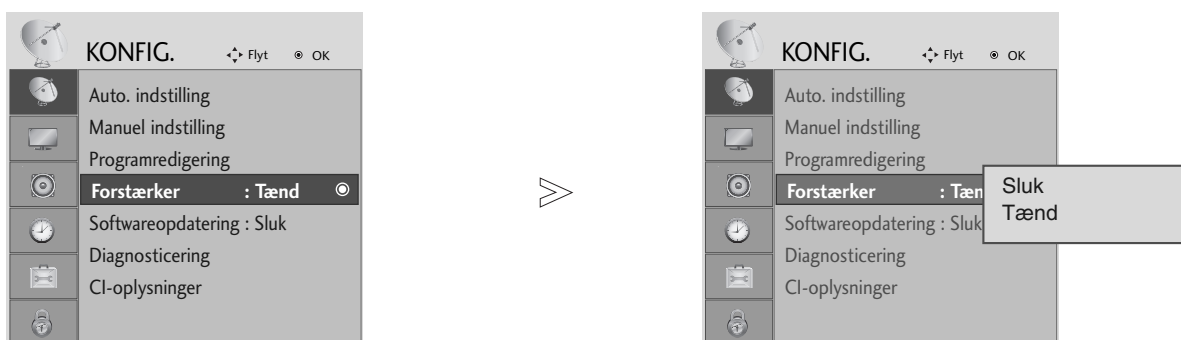 KONFIG. Flyt OK
Auto. indstilling
Manuel indstilling
Programredigering
Forstærker : Tænd
Softwareopdatering : Sluk
Diagnosticering
CI-oplysninger
KONFIG. Flyt OK
Auto. indstilling
Manuel indstilling
Programredigering
Forstærker : Tæn
Softwareopdatering : Sluk
Diagnosticering
CI-oplysninger
Sluk
Tænd